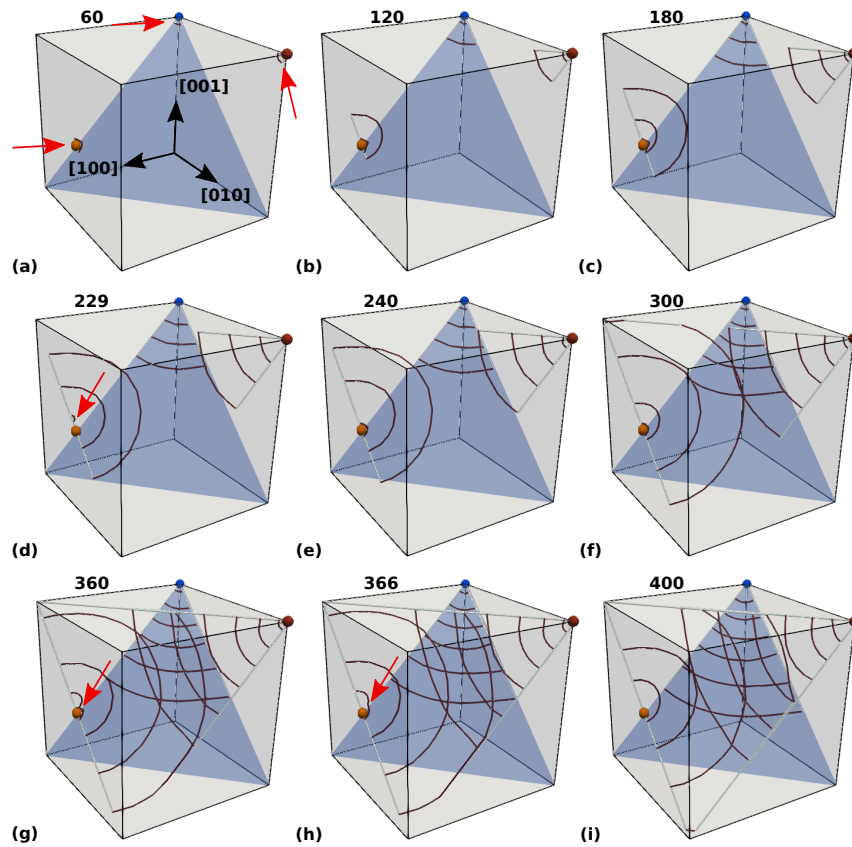 60
120
180
[001]
[100]
[010]
(a)
(b)
(c)
229
240
300
(d)
(e)
(f)
360
366
400
(g)
(h)
(i)